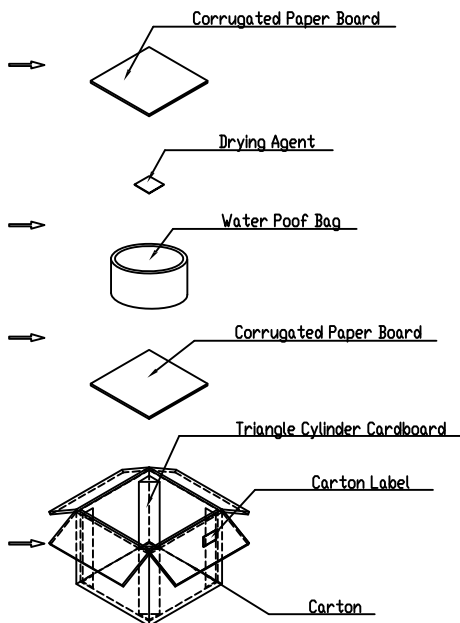 Corrugated Paper Board
Drying Agent
Water Poof Bag
Corrugated Paper Board
Triangle Cylinder Cardboard
Carton Label
Carton